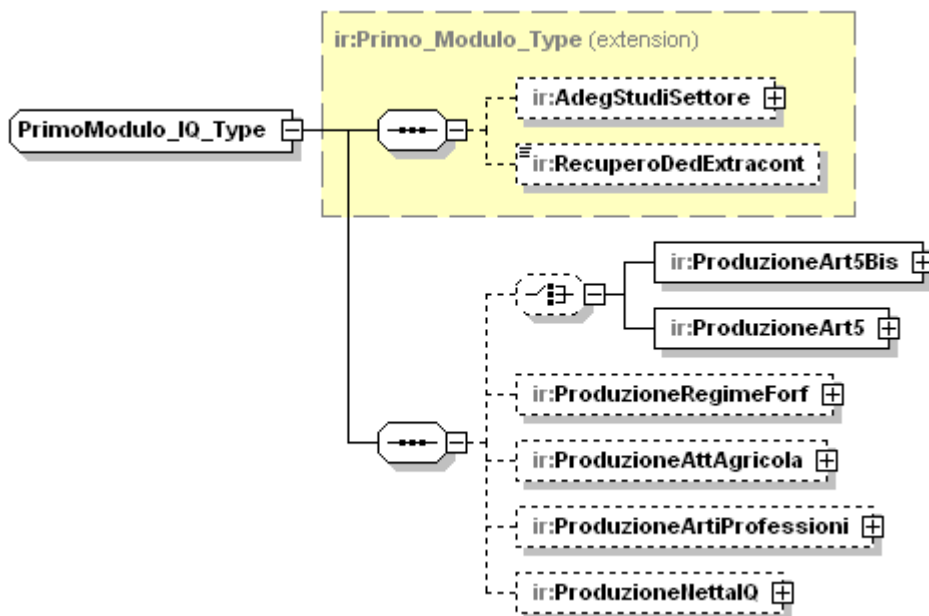 ir:Primo_Modulo_Type (extension)
ir:AdegStudiSettore
PrimoModulo_IQ_Type
ir:RecuperoDedExtracont
ir:ProduzioneArt5Bis
ir:ProduzioneArt5
ir:ProduzioneRegimeForf
ir:ProduzioneAttAgricola
ir:ProduzioneArtiProfessioni
ir:ProduzioneNettaIQ